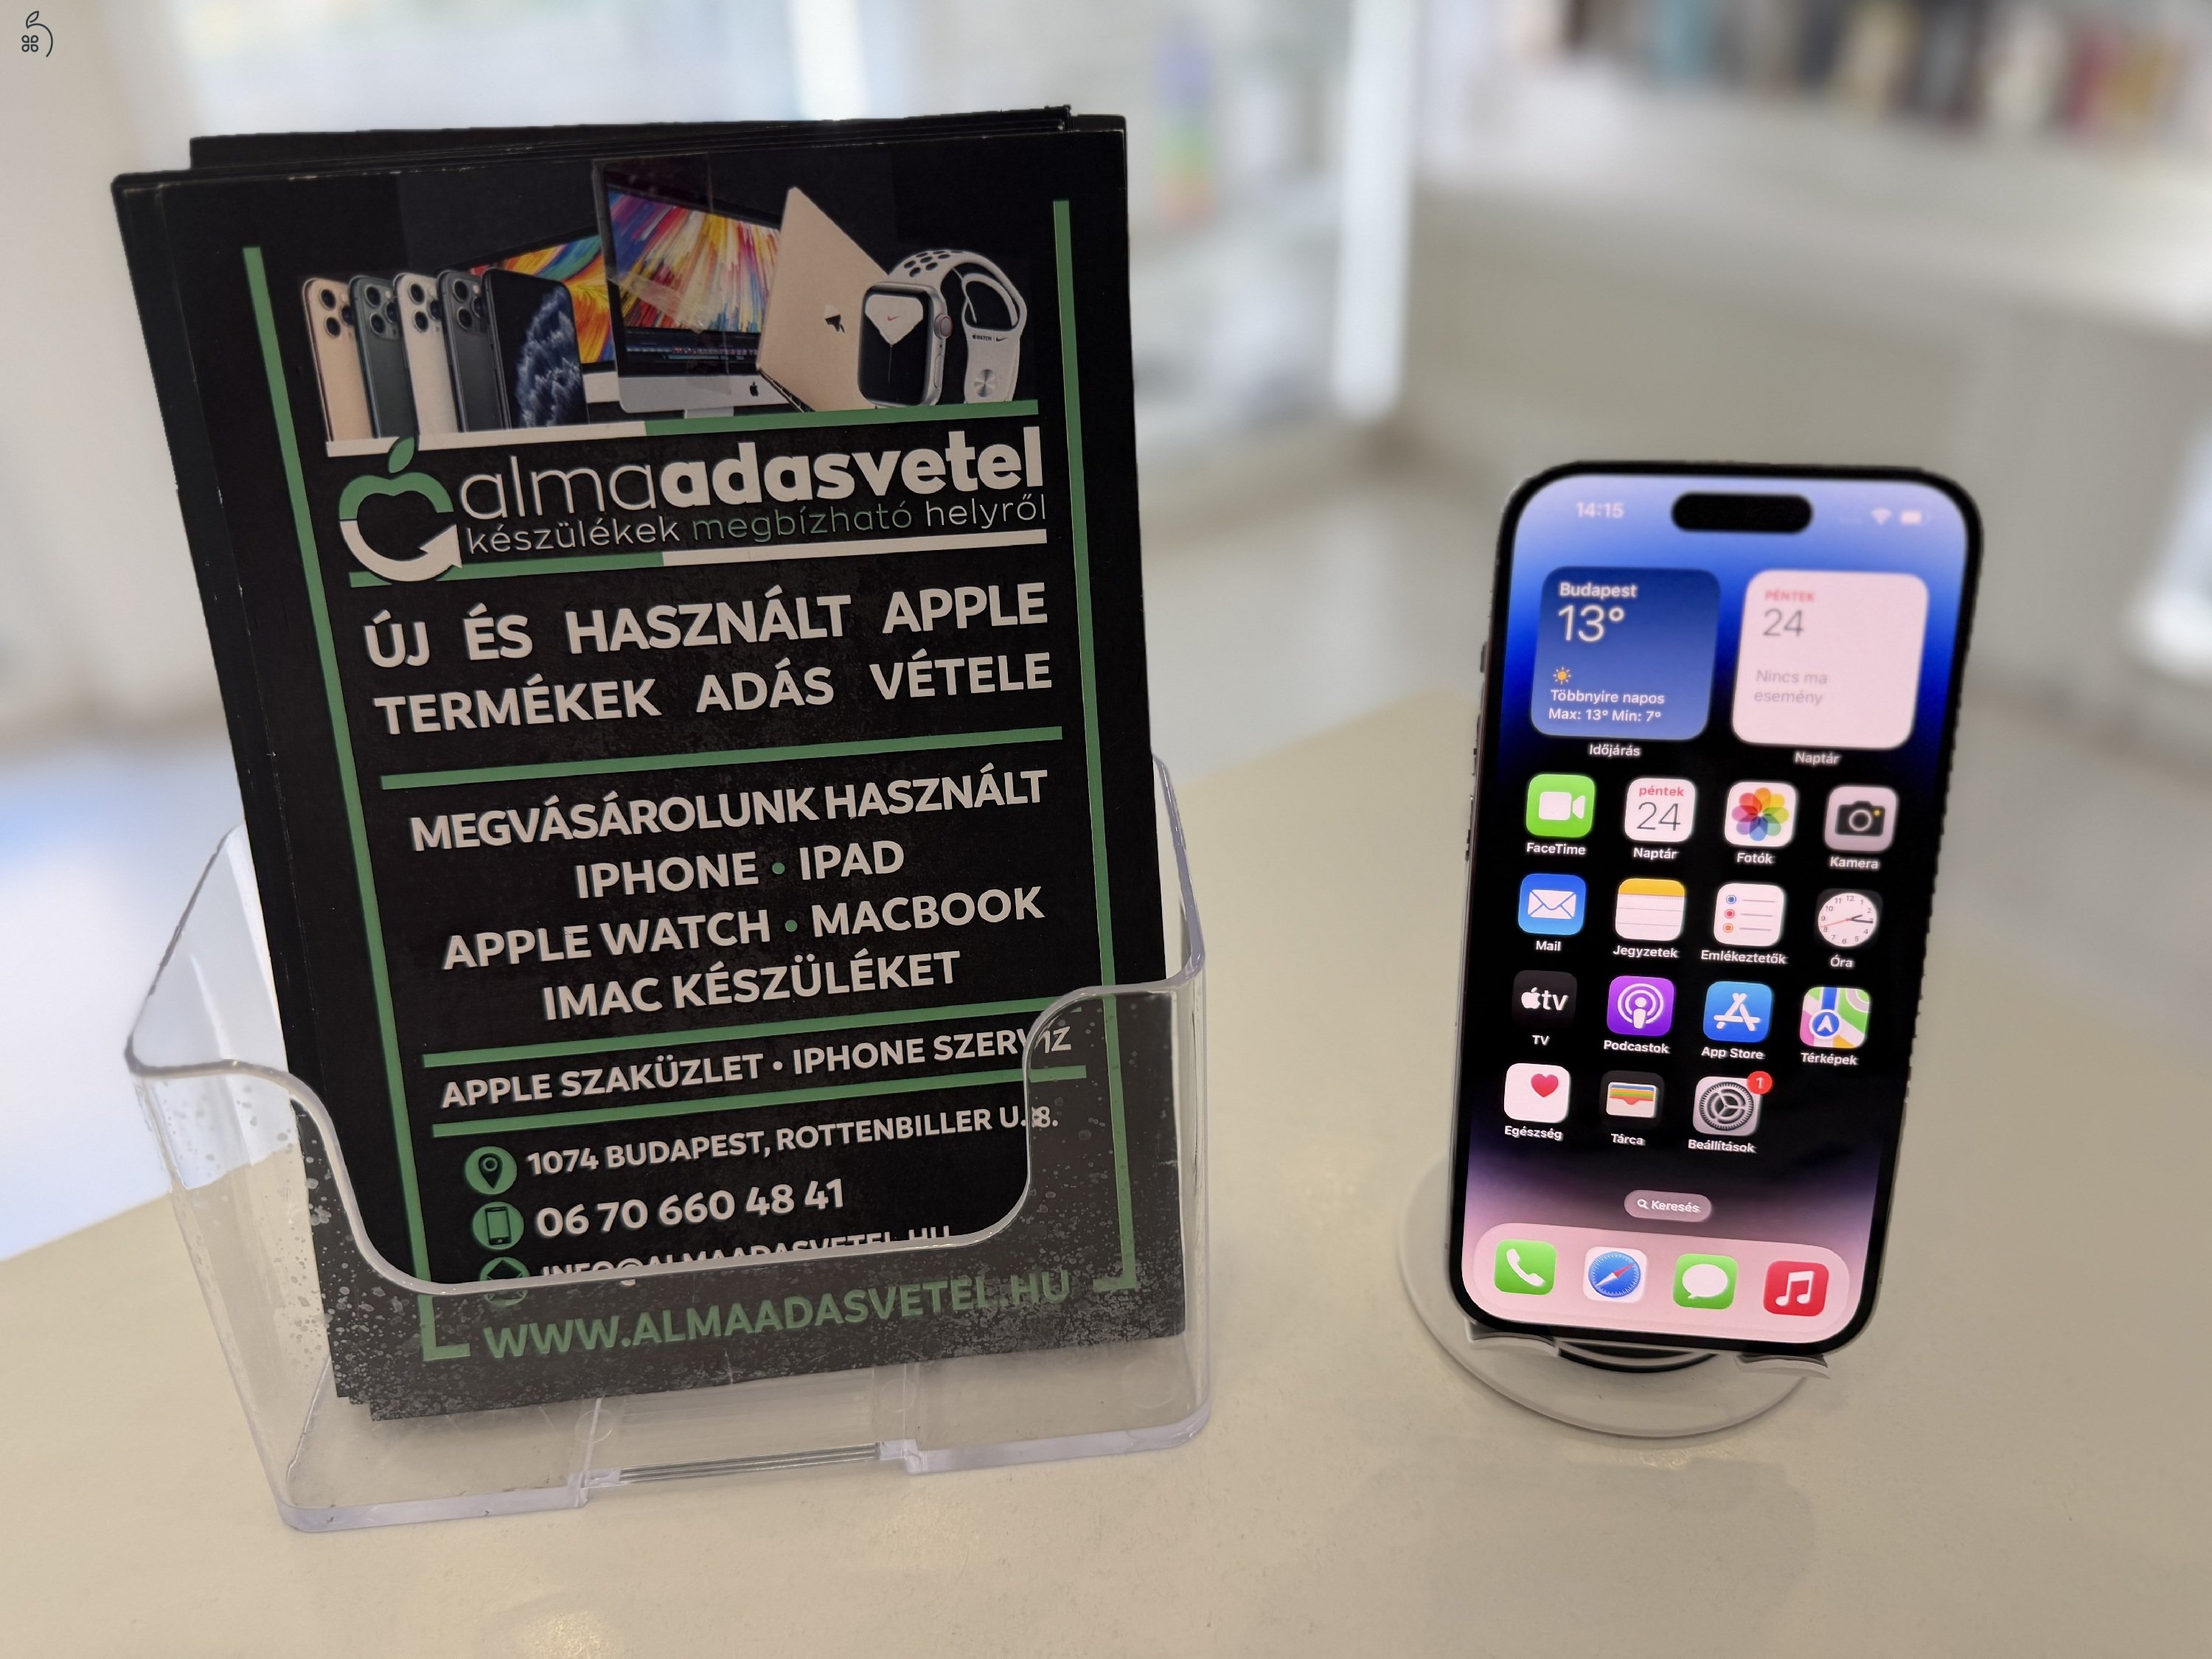 almaadasvetel
készülékek megbízható helyről
ÚJ ÉS HASZNÁLT APPLE
TERMÉKEK ADÁS VÉTELE
MEGVÁSÁROLUNK HASZNÁLT
IPHONE • IPAD
APPLE WATCH • MACBOOK
IMAC KÉSZÜLÉKET
APPLE SZAKÜZLET • IPHONE SZERVIZ
1074 BUDAPEST, ROTTENBILLER U.
06 70 660 48 41
INFO@ALMAADASVETEL.HU
WWW.ALMAADASVETEL.HU
14:15
Budapest
13°
Többnyire napos
Max: 13° Min: 7°
Időjárás
PÉNTEK
24
Nincs ma
esemény
Naptár
péntek
24
FaceTime Naptár Fotók Kamera
Mail Jegyzetek Emlékeztetők Óra
tv
TV Podcastok App Store Térképek
1
Egészség Tárca Beállítások
Keresés